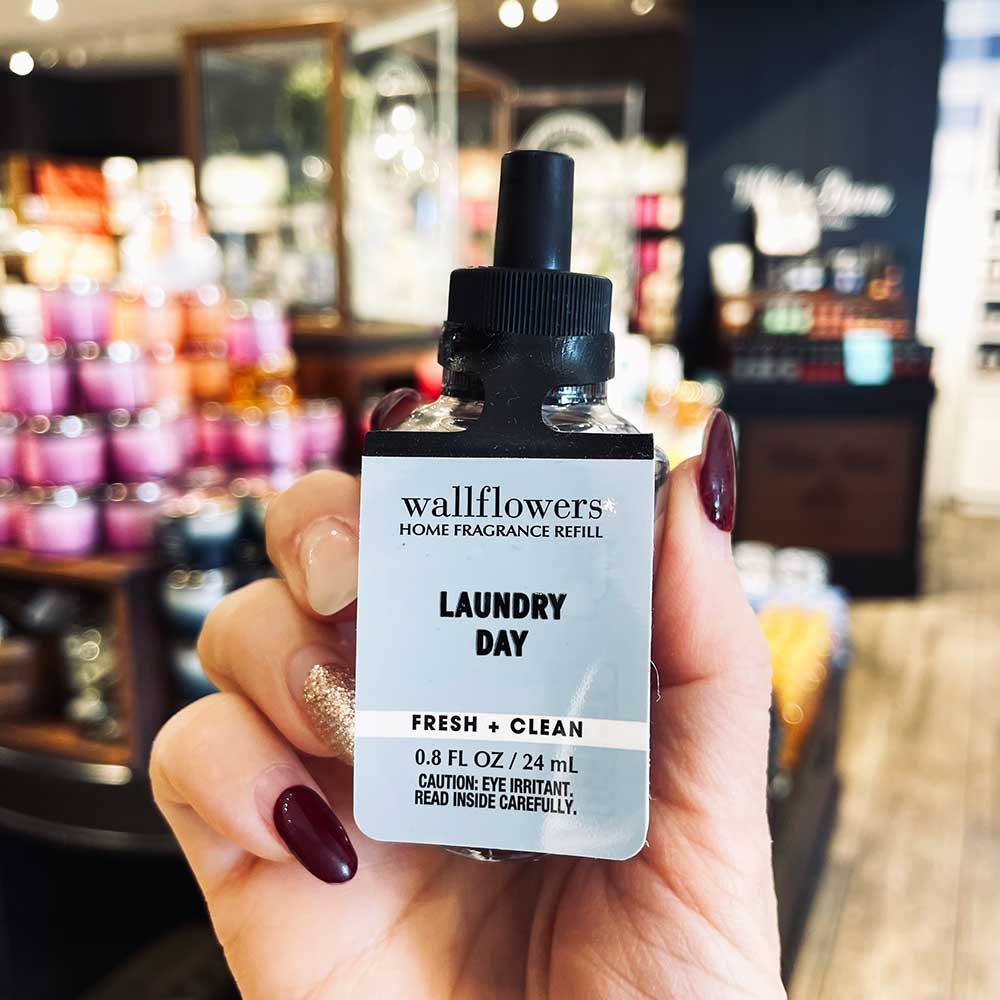 wallflowers*
HOME FRAGRANCE REFILL
LAUNDRY
DAY
FRESH + CLEAN
0.8 FL OZ / 24 mL
CAUTION: EYE IRRITANT.
READ INSIDE CAREFULLY.